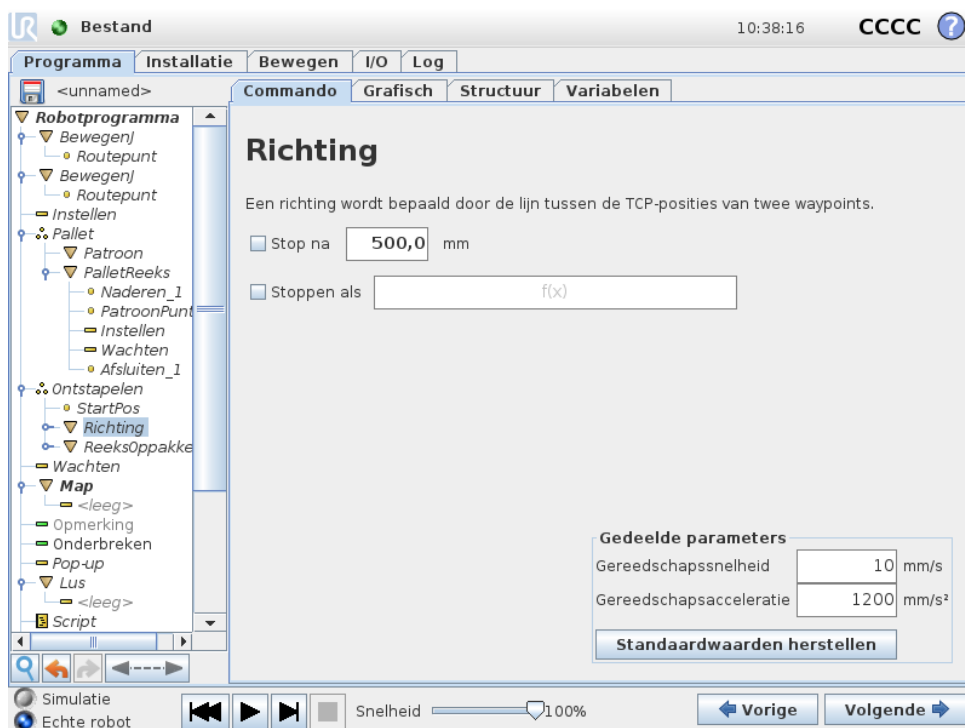 UR Bestand 10:38:16 CCCC ?
Programma Installatie Bewegen I/O Log
<unnamed> Commando Grafisch Structuur Variabelen
Robotprogramma
BewegenJ
Routepunt
BewegenJ
Routepunt
Instellen
Pallet
Patroon
PalletReeks
Naderen_1
PatroonPunt
Instellen
Wachten
Afsluiten_1
Ontstapelen
StartPos
Richting
ReeksOppakke
Wachten
Map
<leeg>
Opmerking
Onderbreken
Pop-up
Lus
<leeg>
Script
Richting
Een richting wordt bepaald door de lijn tussen de TCP-posities van twee waypoints.
Stop na 500,0 mm
Stoppen als f(x)
Gedeelde parameters
Gereedschapssnelheid 10 mm/s
Gereedschapsacceleratie 1200 mm/s²
Standaardwaarden herstellen
Simulatie
Echte robot
Snelheid 100%
Vorige Volgende